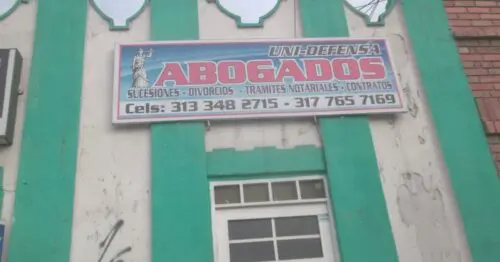 UNI-DEFENSA
ABOGADOS
SUCESIONES - DIVORCIOS - TRAMITES NOTARIALES - CONTRATOS
Cels: 313 348 2715 - 317 765 7169